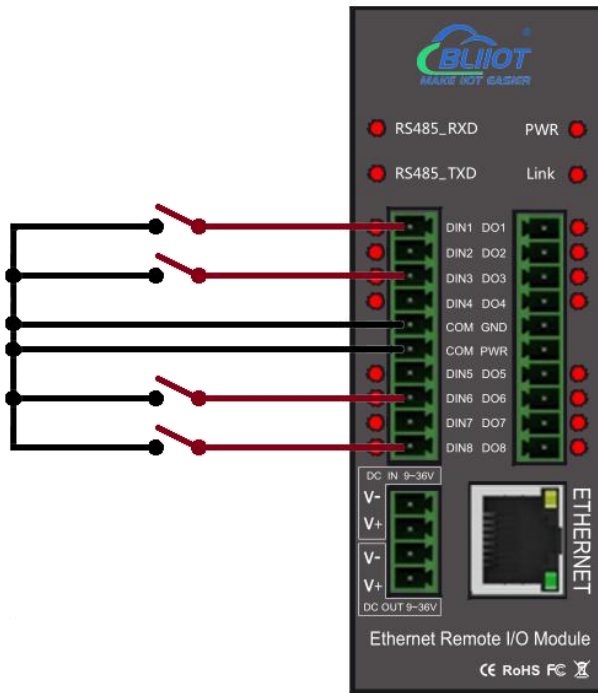 BLIIOT®
MAKE IIOT EASIER
RS485_RXD PWR
RS485_TXD Link
DIN1 DO1
DIN2 DO2
DIN3 DO3
DIN4 DO4
COM GND
COM PWR
DIN5 DO5
DIN6 DO6
DIN7 DO7
DIN8 DO8
DC IN 9~36V
V-
V+
V-
V+
DC OUT 9~36V
ETHERNET
Ethernet Remote I/O Module
CE RoHS FC